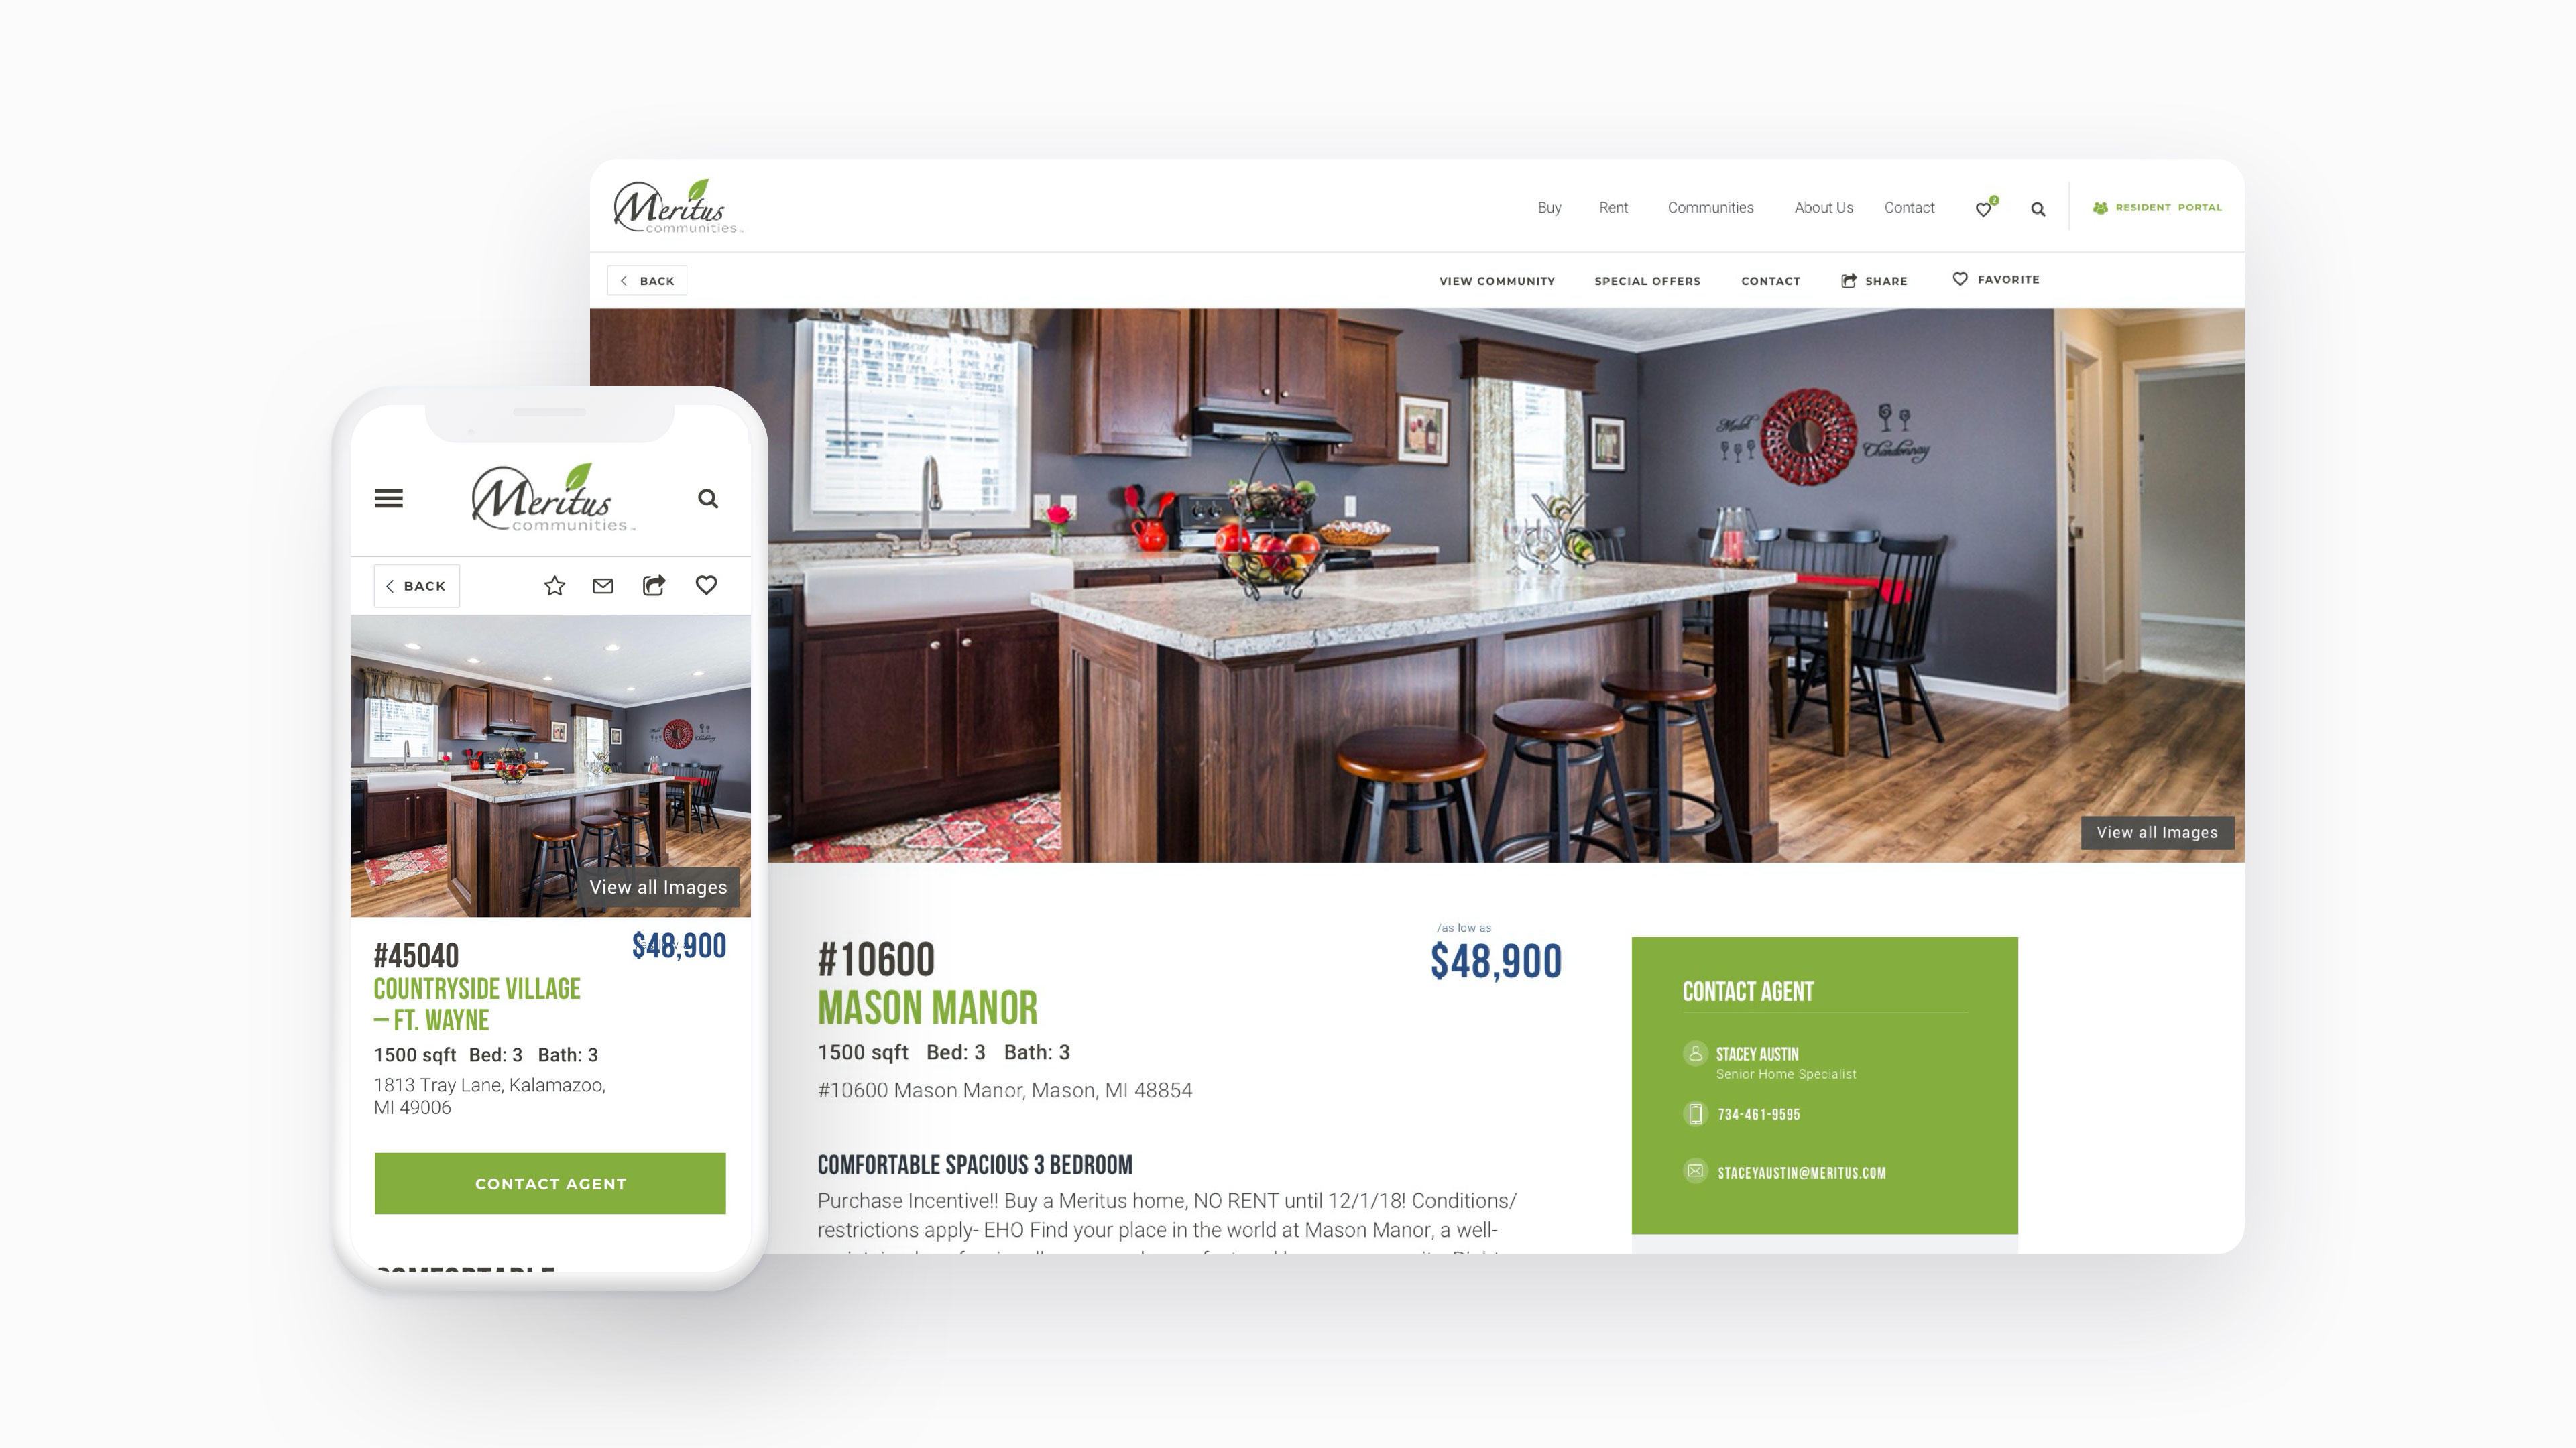 Meritus
communities
Buy Rent Communities About Us Contact 2 RESIDENT PORTAL
BACK VIEW COMMUNITY SPECIAL OFFERS CONTACT SHARE FAVORITE
Merlot
Chardonnay
View all Images
#10600
MASON MANOR
/as low as
$48,900
1500 sqft Bed: 3 Bath: 3
#10600 Mason Manor, Mason, MI 48854
COMFORTABLE SPACIOUS 3 BEDROOM
Purchase Incentive!! Buy a Meritus home, NO RENT until 12/1/18! Conditions/
restrictions apply- EHO Find your place in the world at Mason Manor, a well-
CONTACT AGENT
STACEY AUSTIN
Senior Home Specialist
734-461-9595
STACEYAUSTIN@MERITUS.COM
Meritus
communities
BACK
View all Images
#45040
$48,900
COUNTRYSIDE VILLAGE
– FT. WAYNE
1500 sqft Bed: 3 Bath: 3
1813 Tray Lane, Kalamazoo,
MI 49006
CONTACT AGENT
COMFORTABLE